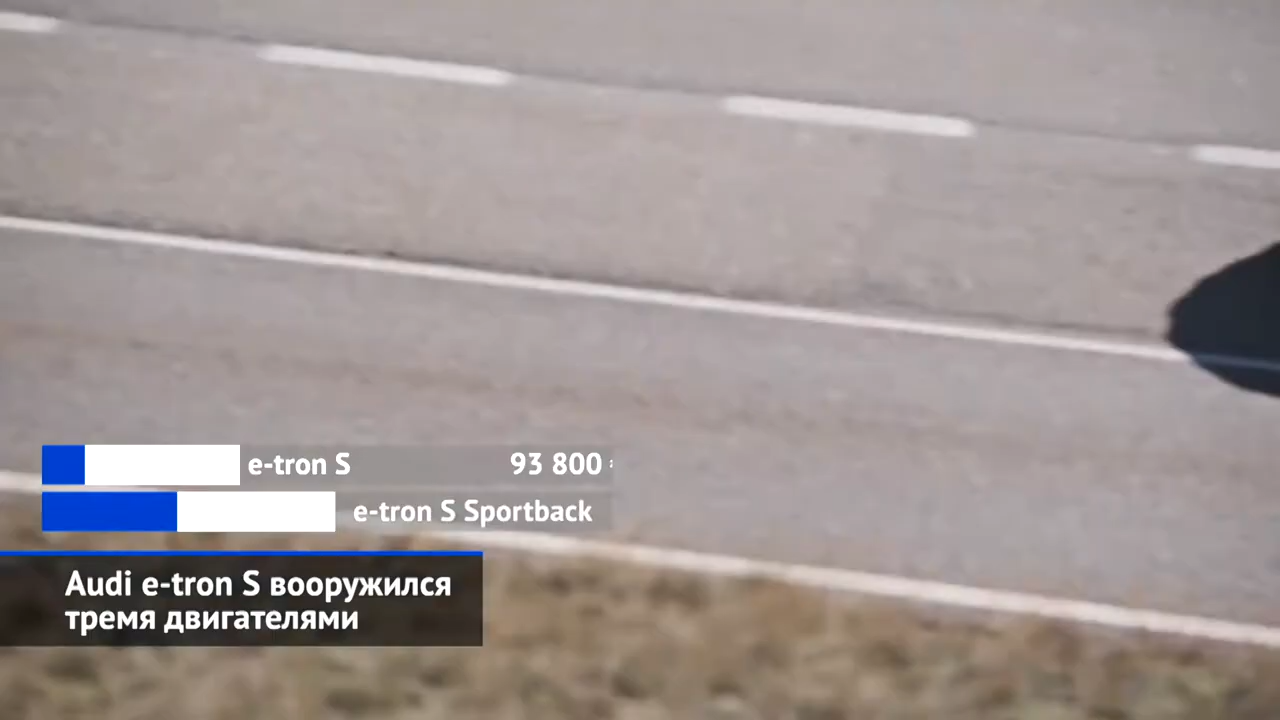 e-tron S 93 800
e-tron S Sportback
Audi e-tron S вооружился
тремя двигателями